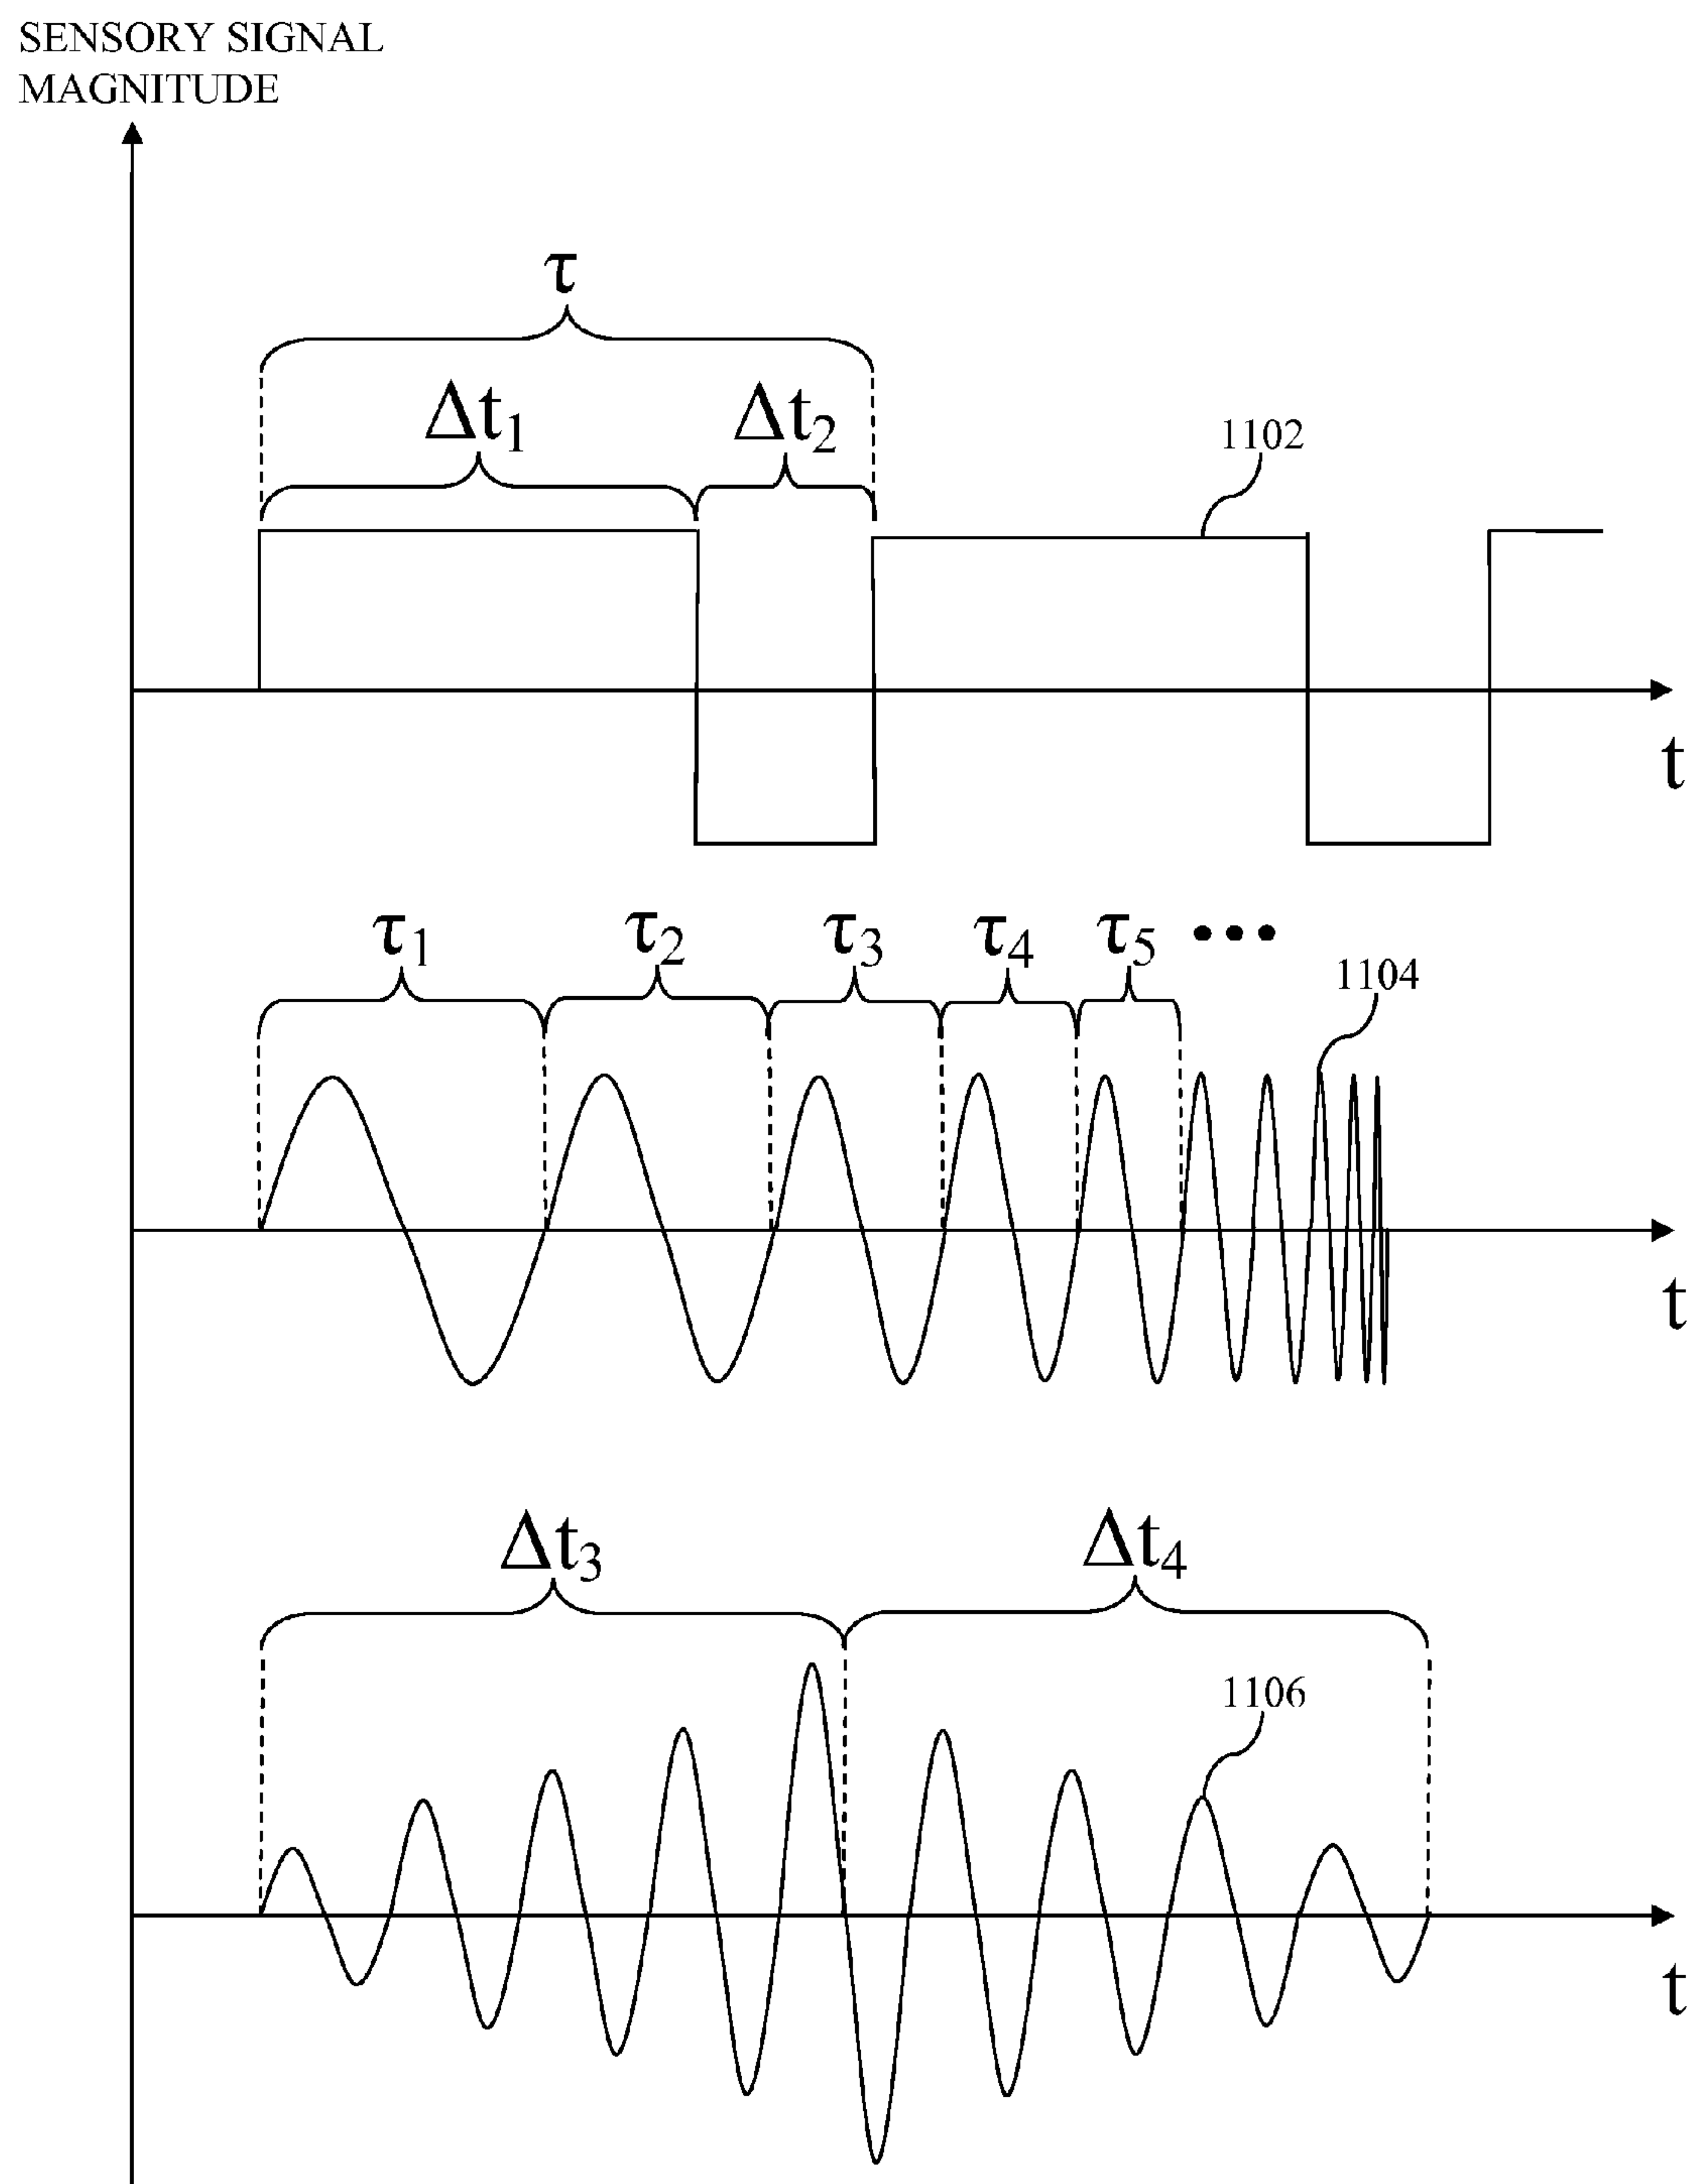 SENSORY SIGNAL
MAGNITUDE
τ
Δt1 Δt2
1102
t
τ1 τ2 τ3 τ4 τ5 •••
1104
t
Δt3 Δt4
1106
t